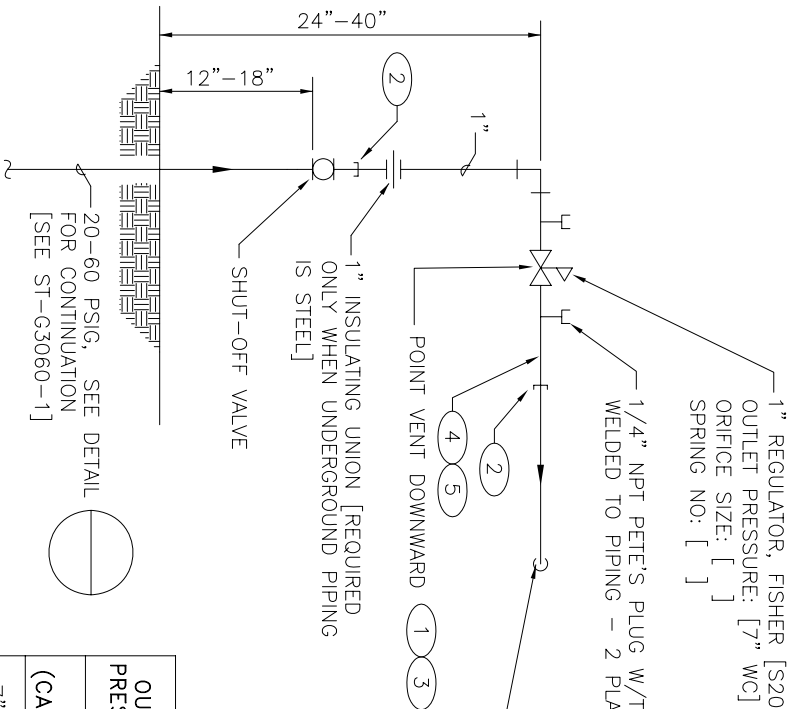 24"-40"
12"-18"
2
1"
1" REGULATOR, FISHER [S20
OUTLET PRESSURE: [7" WC]
ORIFICE SIZE: [ ]
SPRING NO: [ ]
1/4" NPT PETE'S PLUG W/T
WELDED TO PIPING - 2 PLA
2
4 5
POINT VENT DOWNWARD 1 3
1" INSULATING UNION [REQUIRED
ONLY WHEN UNDERGROUND PIPING
IS STEEL]
SHUT-OFF VALVE
20-60 PSIG, SEE DETAIL
FOR CONTINUATION
[SEE ST-G3060-1]
OU
PRES
(CA
7"